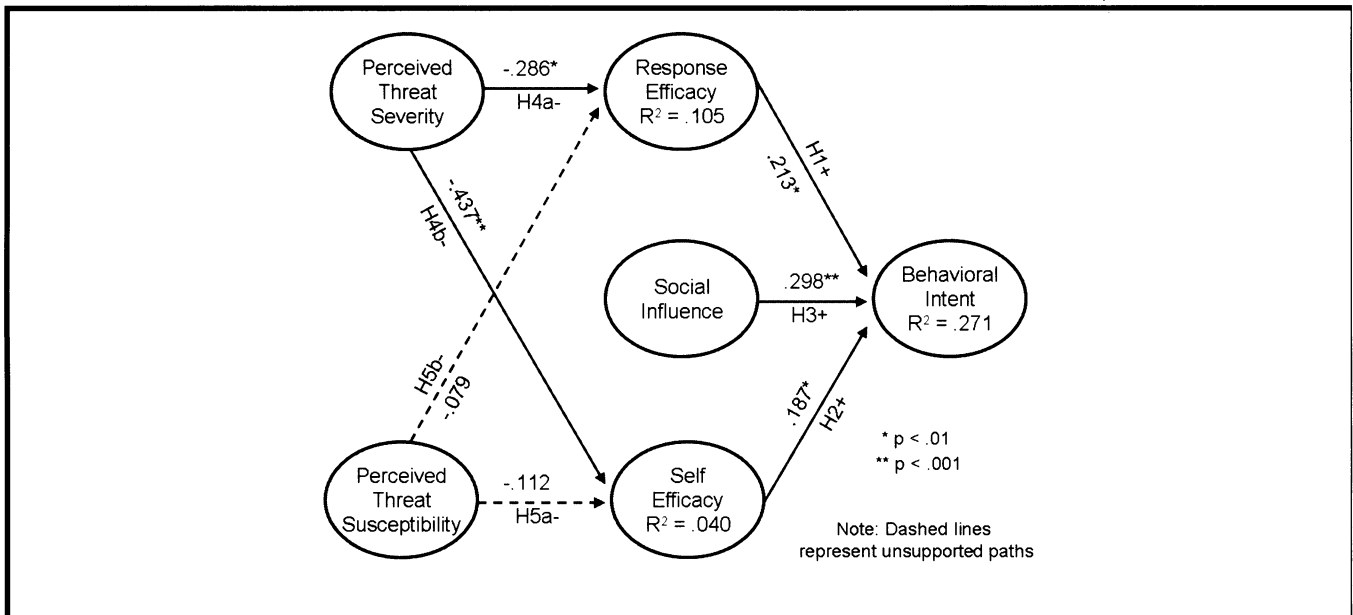 Perceived
Threat
Severity
-.286*
H4a-
Response
Efficacy
R² = .105
H1+
.213*
-.437**
H4b-
Social
Influence
.298**
H3+
Behavioral
Intent
R² = .271
H5b-
-.079
.187*
H2+
Perceived
Threat
Susceptibility
-.112
H5a-
Self
Efficacy
R² = .040
* p < .01
** p < .001
Note: Dashed lines
represent unsupported paths